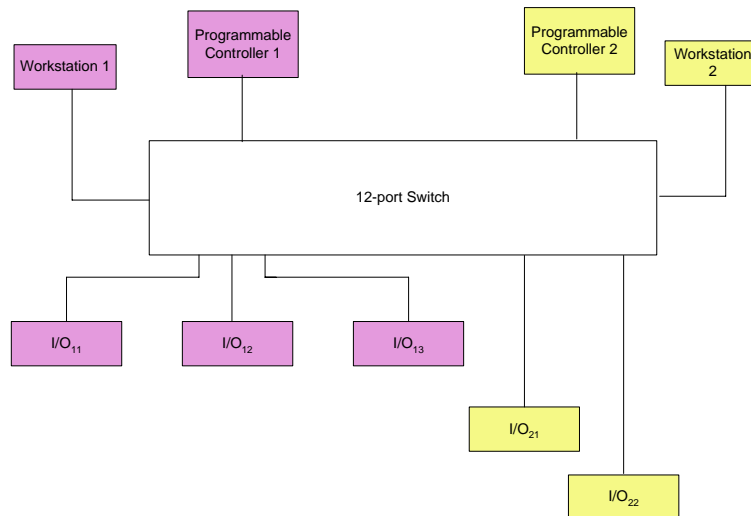 Programmable
Controller 1
Programmable
Controller 2
Workstation 1
Workstation
2
12-port Switch
I/O₁₁
I/O₁₂
I/O₁₃
I/O₂₁
I/O₂₂